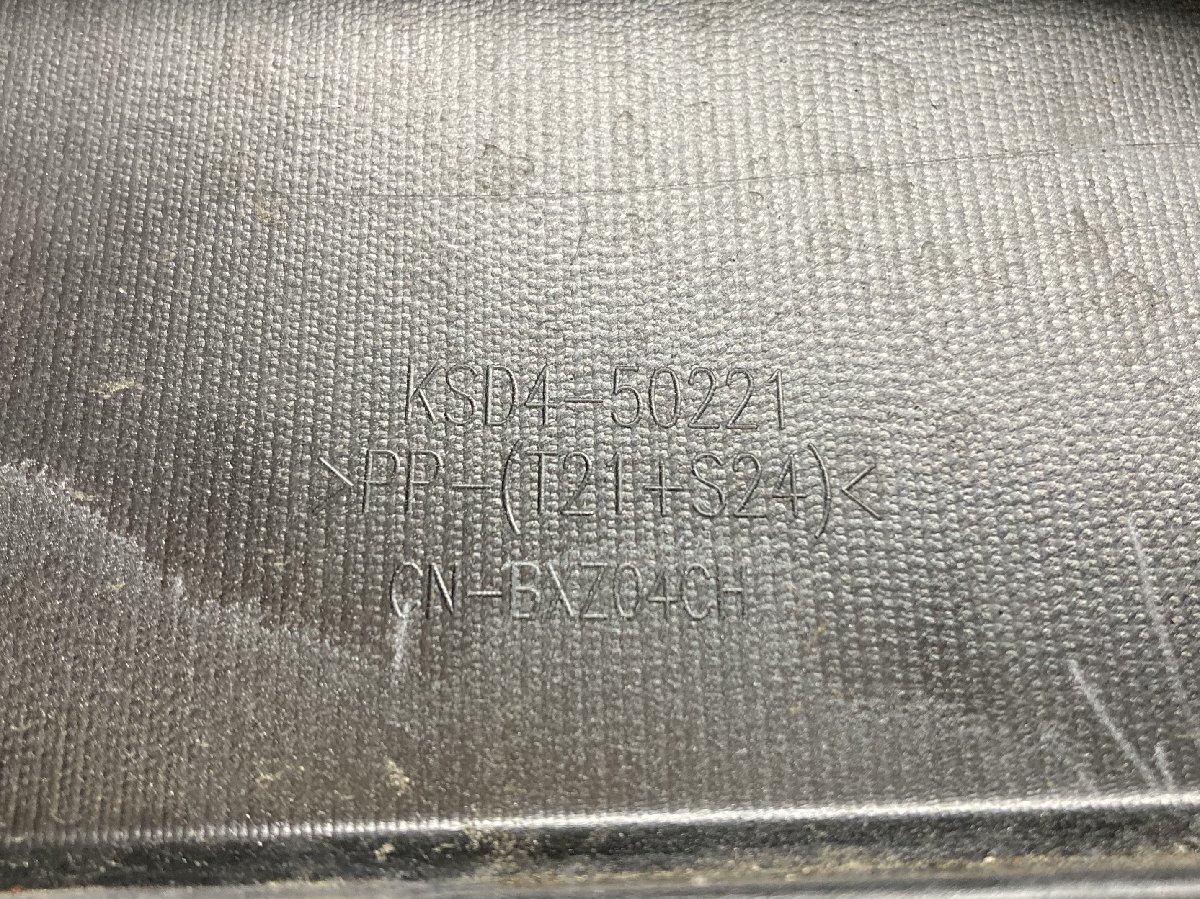 KSD4-50221
>PP-(T21+S24)<
CN-BXZ04CH